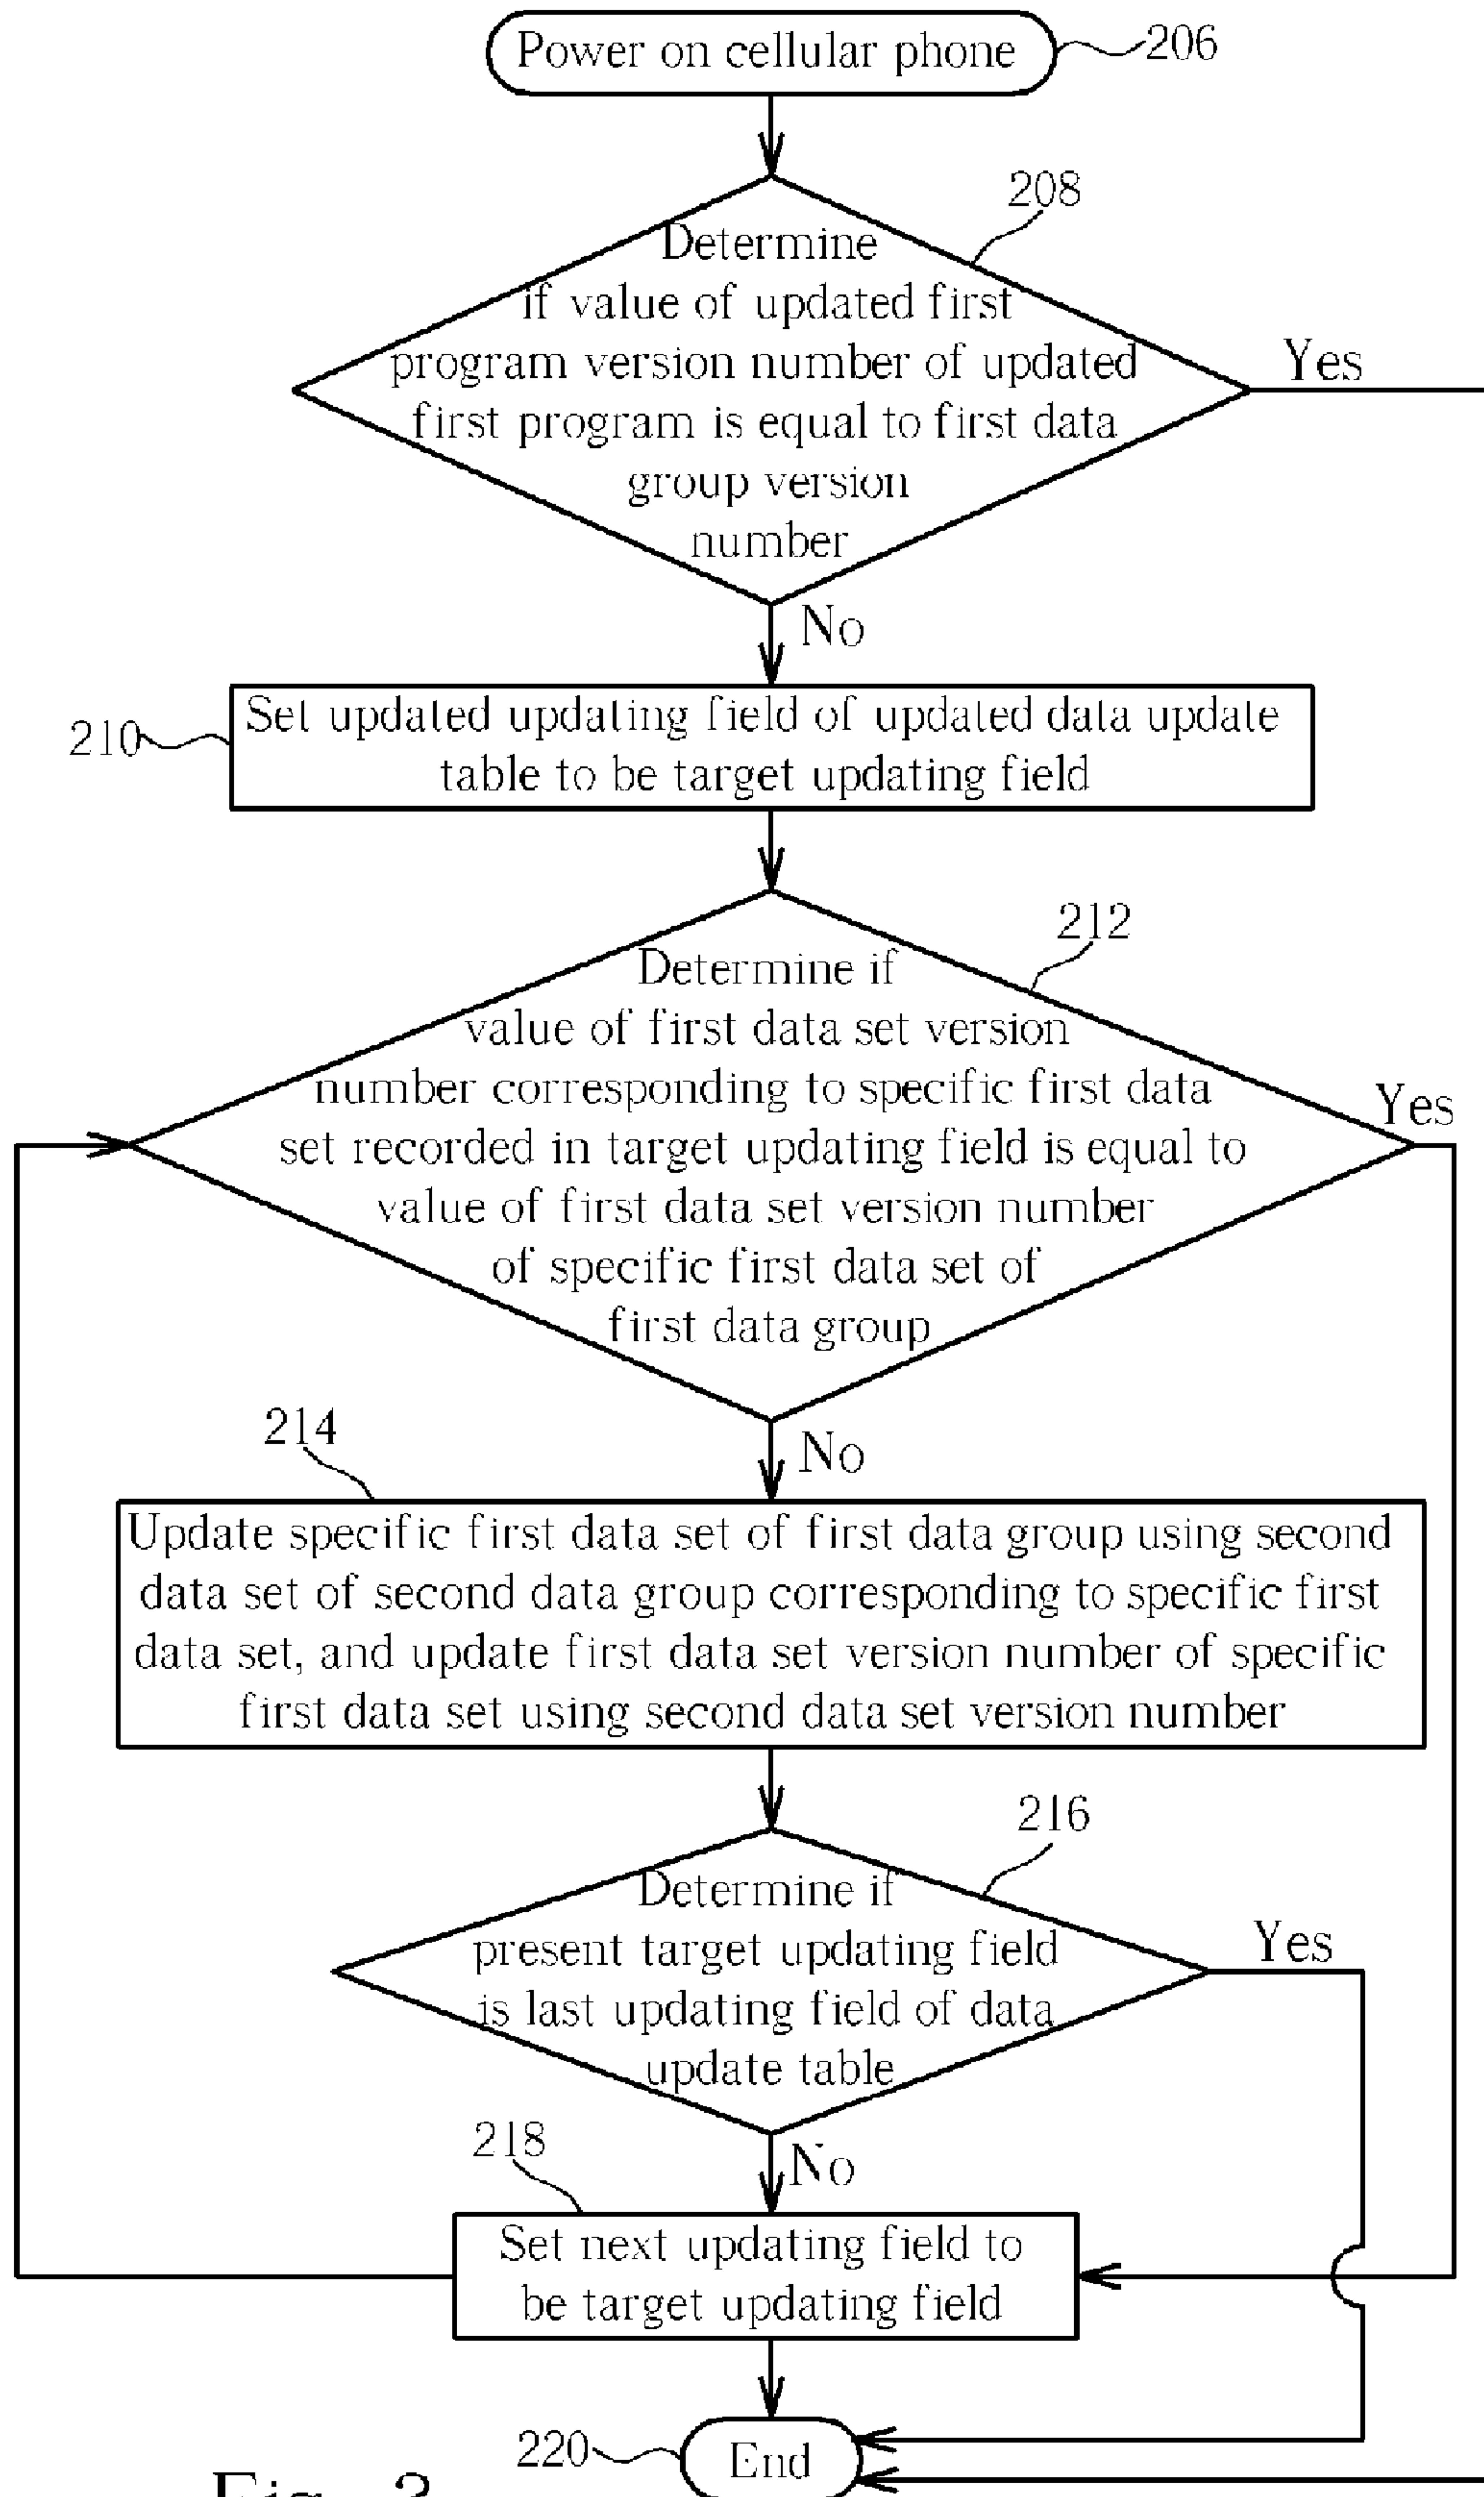 Power on cellular phone
206
208
Determine
if value of updated first
program version number of updated
first program is equal to first data
group version
number
Yes
No
210
Set updated updating field of updated data update
table to be target updating field
212
Determine if
value of first data set version
number corresponding to specific first data
set recorded in target updating field is equal to
value of first data set version number
of specific first data set of
first data group
Yes
No
214
Update specific first data set of first data group using second
data set of second data group corresponding to specific first
data set, and update first data set version number of specific
first data set using second data set version number
216
Determine if
present target updating field
is last updating field of data
update table
Yes
No
218
Set next updating field to
be target updating field
220
End
Fig. 3